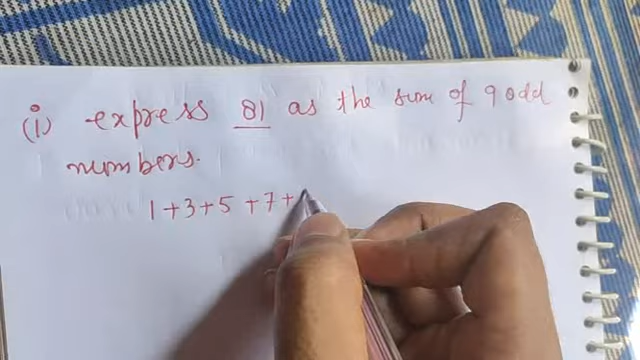 (i) express 81 as the sum of 9 odd
numbers.
1+3+5+7+